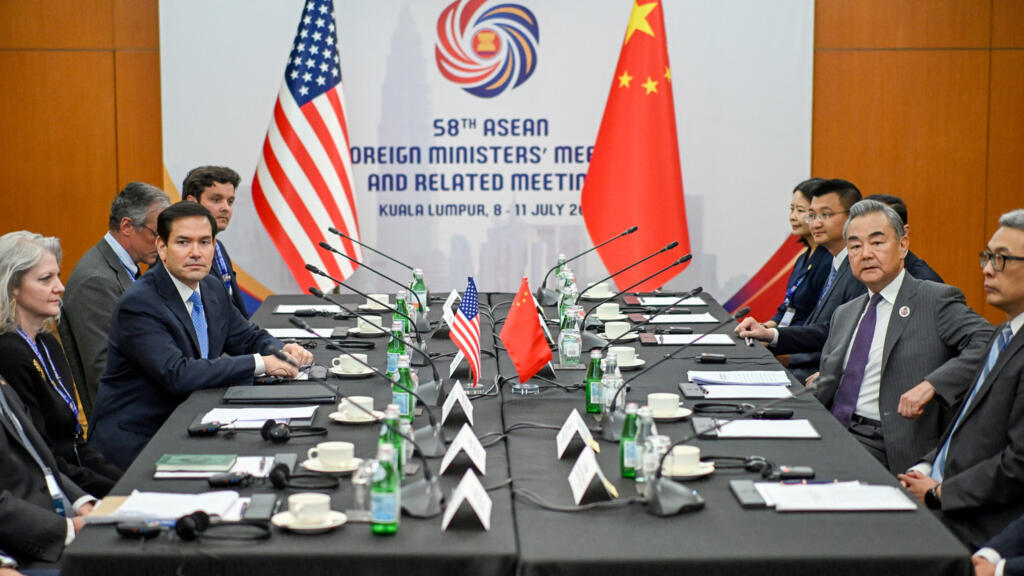 58TH ASEAN
OREIGN MINISTERS' MEE
AND RELATED MEETIN
KUALA LUMPUR, 8 - 11 JULY 20